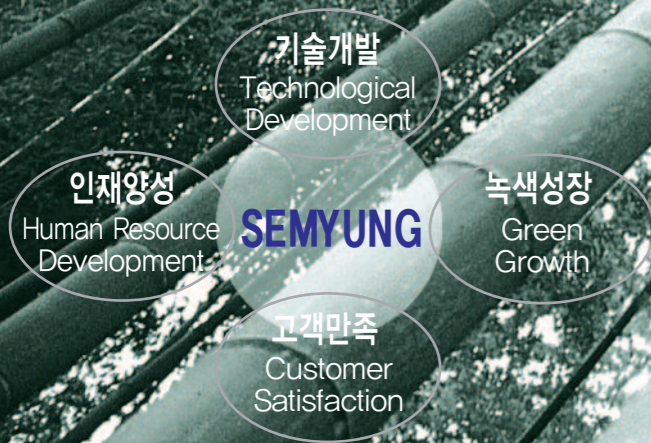 기술개발
Technological
Development
인재양성
Human Resource
Development
SEMYUNG
녹색성장
Green
Growth
고객만족
Customer
Satisfaction